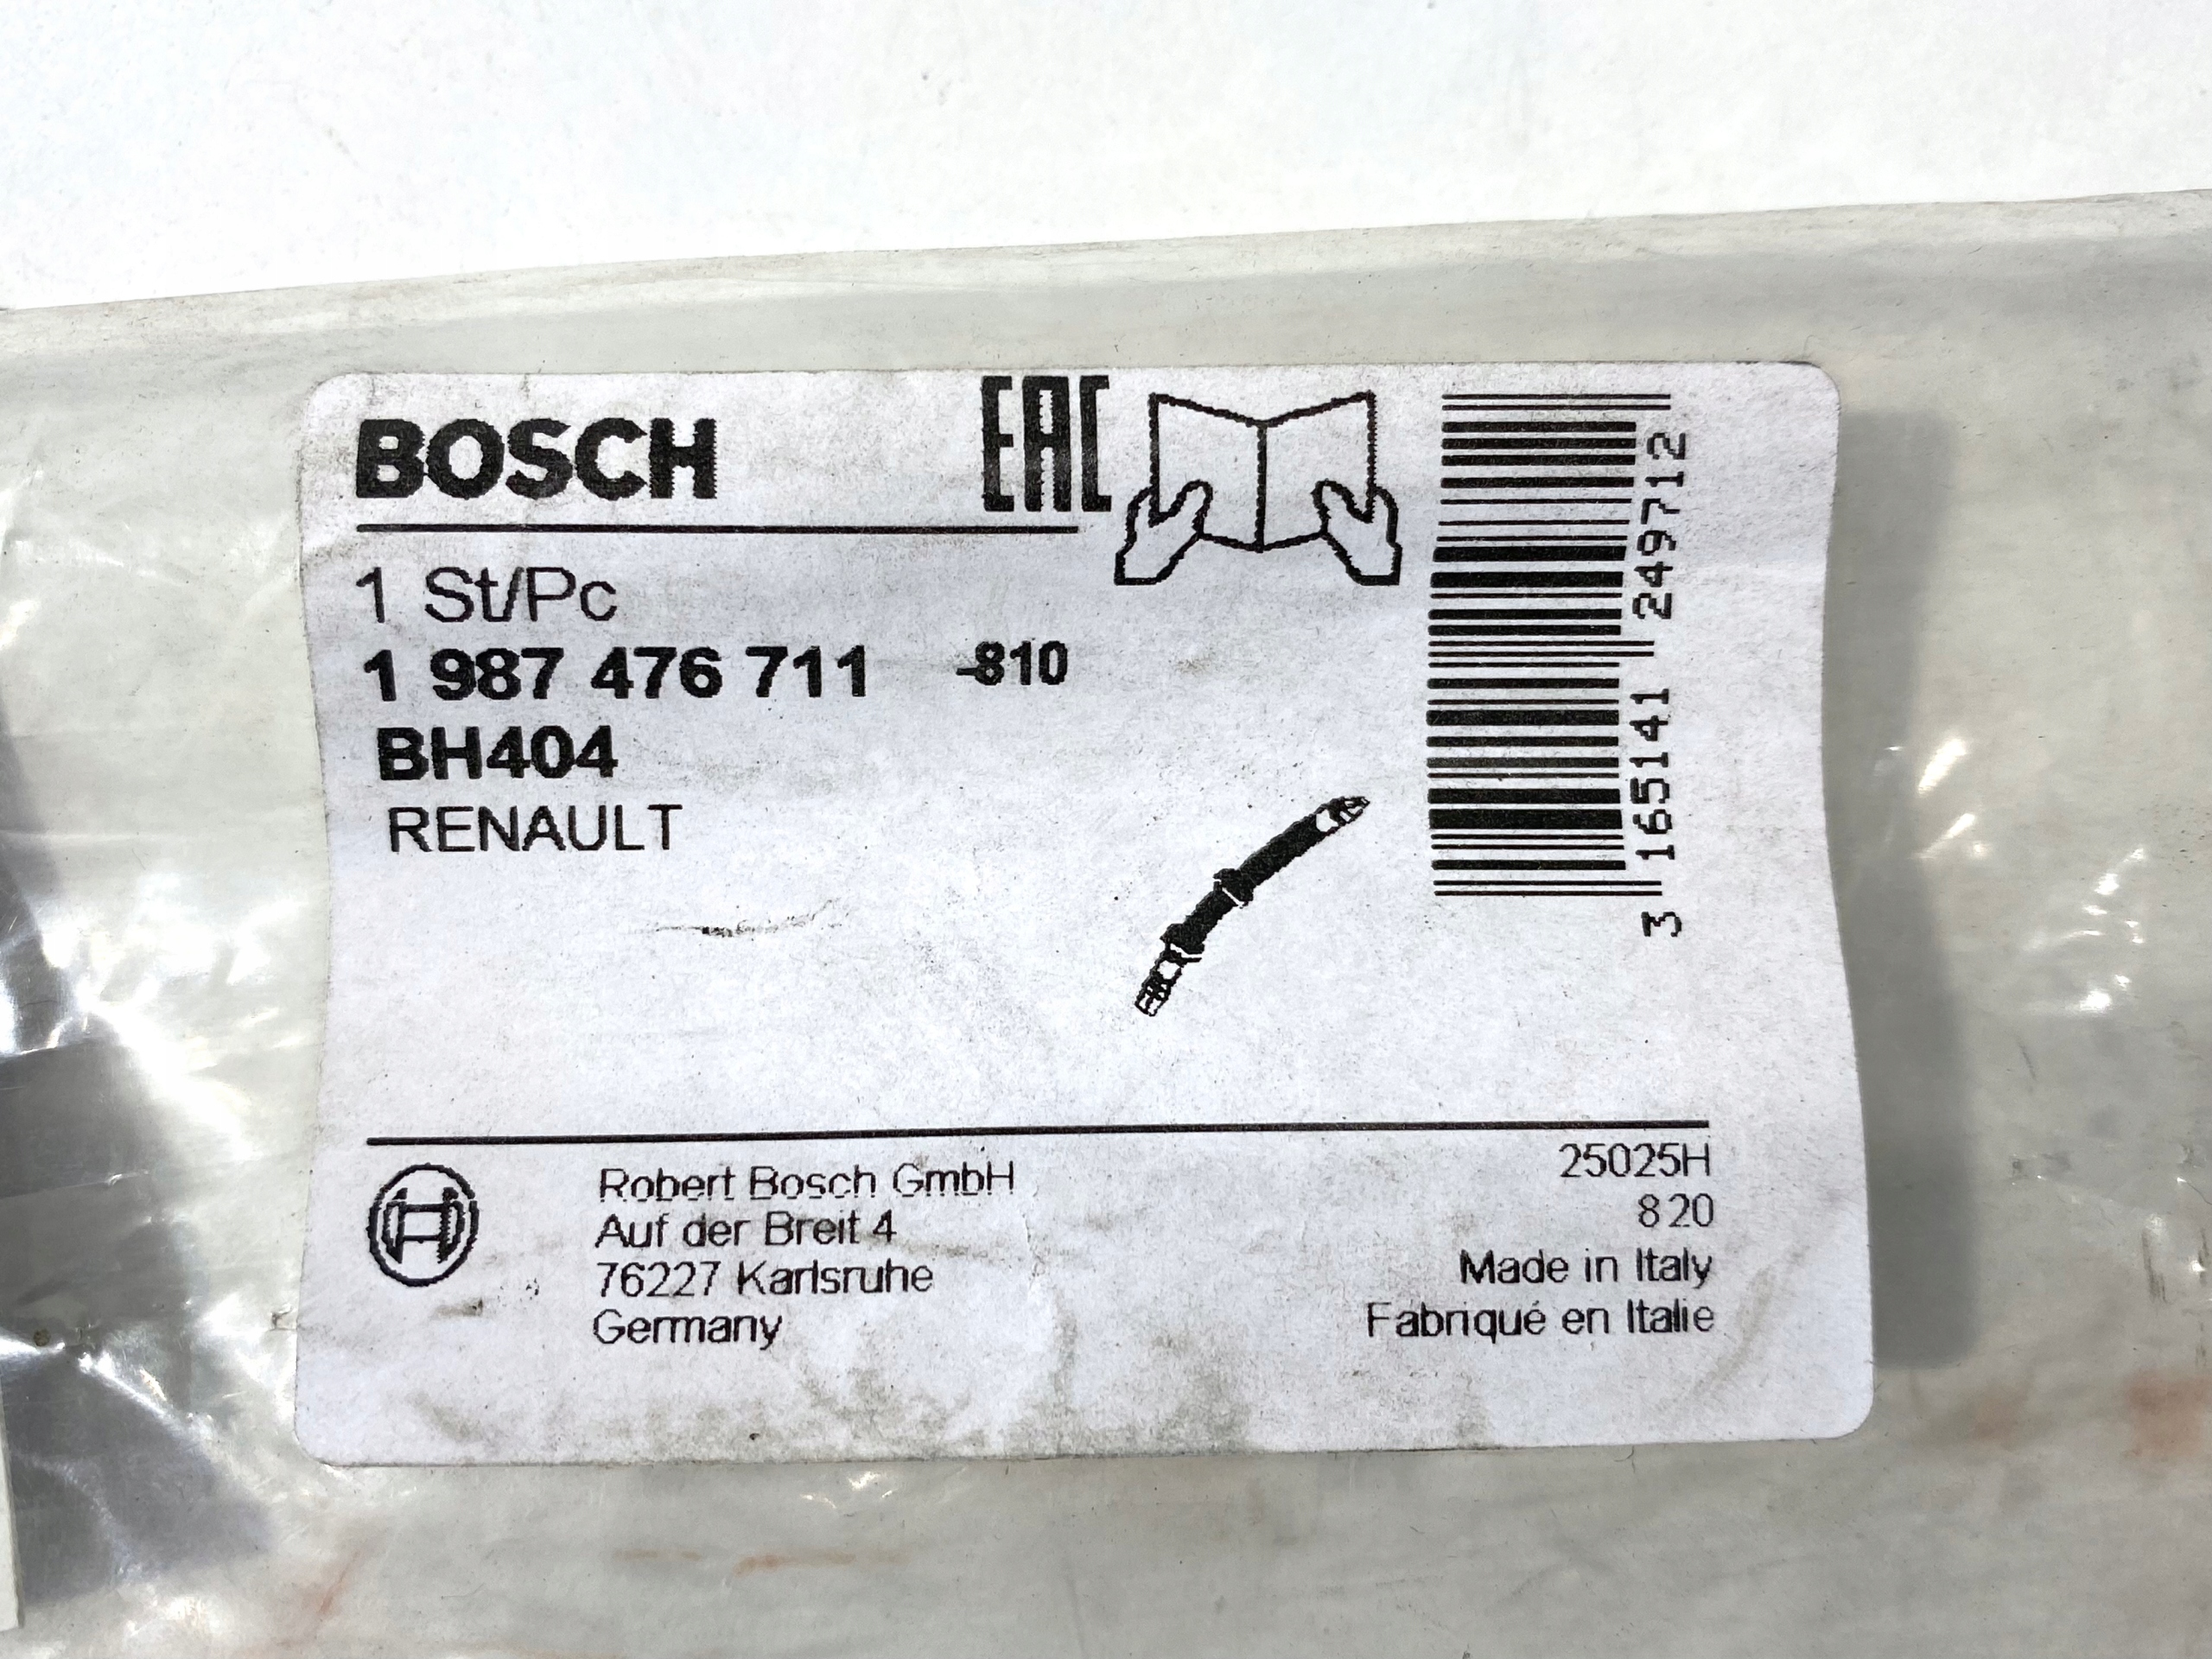 BOSCH
EAC
1 St/Pc
1 987 476 711 -810
BH404
RENAULT
3 165141 249712
Robert Bosch GmbH
Auf der Breit 4
76227 Karlsruhe
Germany
25025H
820
Made in Italy
Fabriqué en Italie